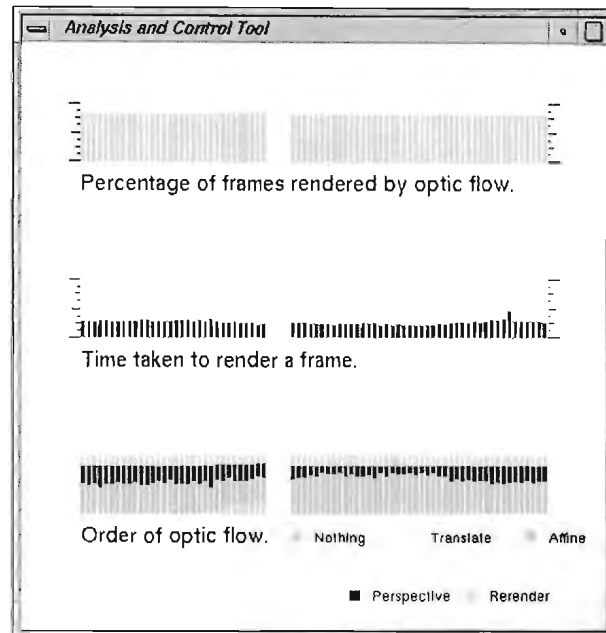 Analysis and Control Tool
Percentage of frames rendered by optic flow.
Time taken to render a frame.
Order of optic flow. Nothing Translate Affine
Perspective Rerender